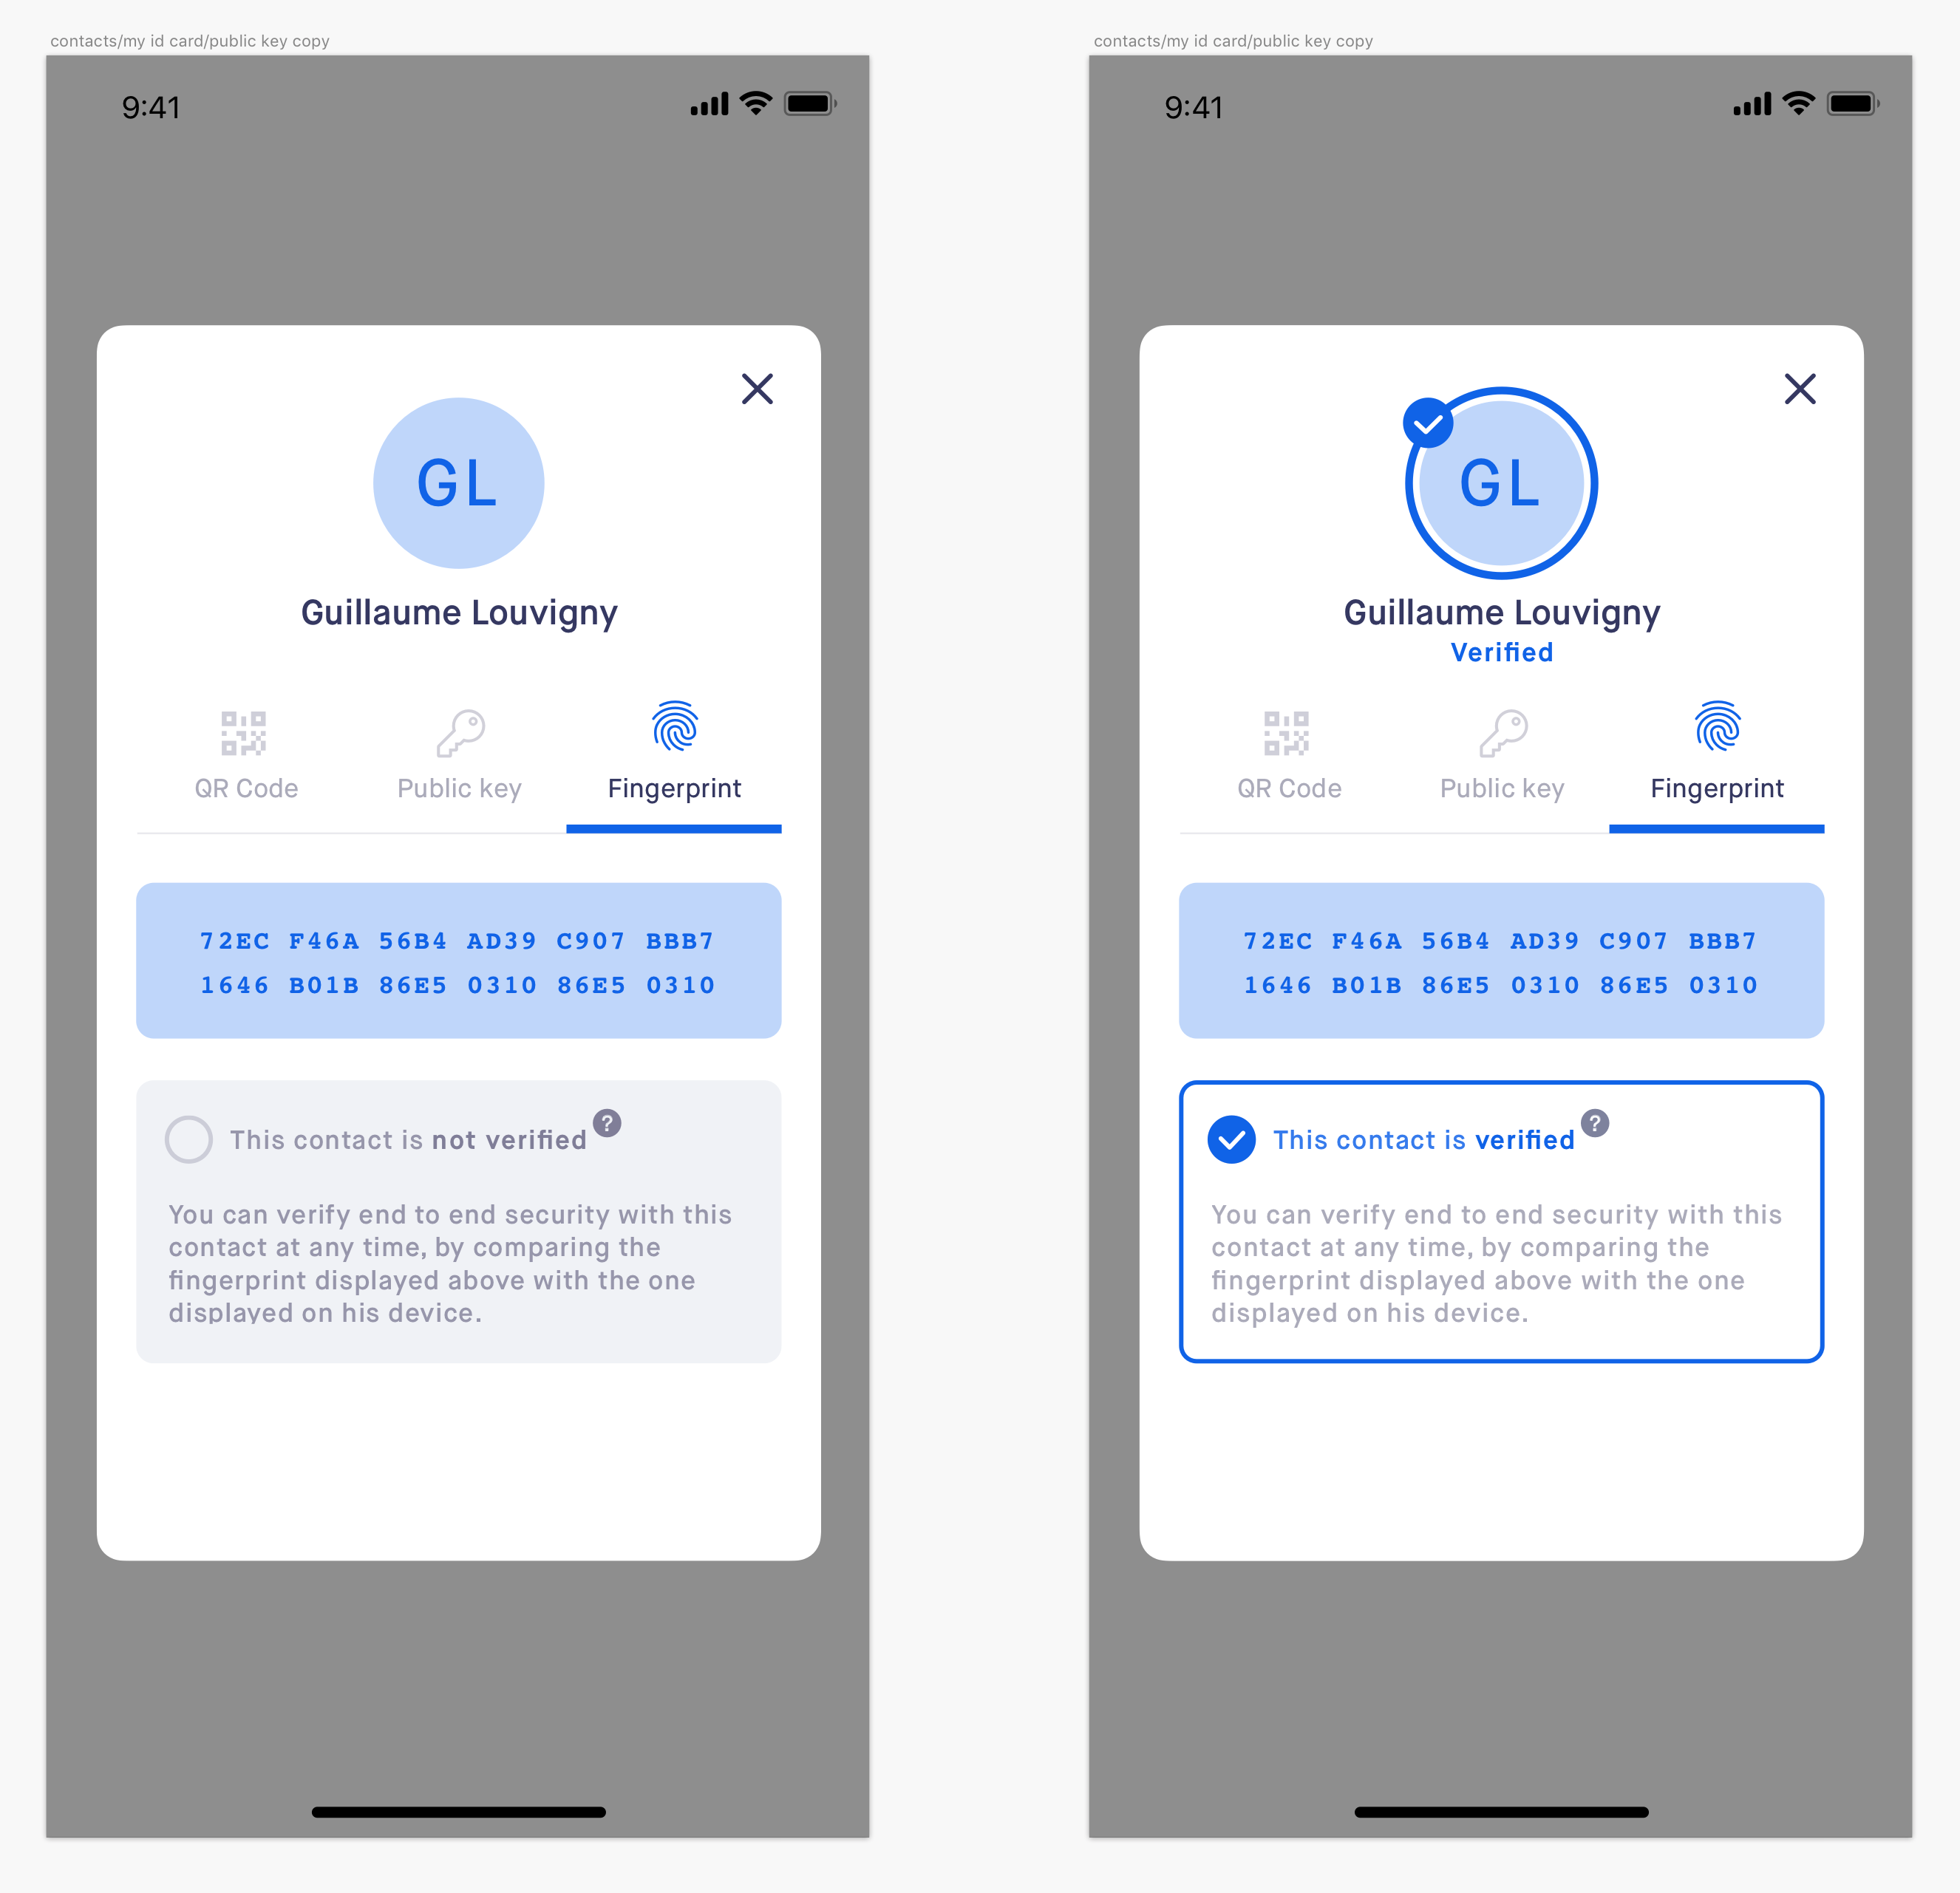 contacts/my id card/public key copy
9:41
GL
Guillaume Louvigny
QR Code
Public key
Fingerprint
72EC F46A 56B4 AD39 C907 BBB7
1646 B01B 86E5 0310 86E5 0310
This contact is not verified ?
You can verify end to end security with this
contact at any time, by comparing the
fingerprint displayed above with the one
displayed on his device.
contacts/my id card/public key copy
9:41
GL
Guillaume Louvigny
Verified
QR Code
Public key
Fingerprint
72EC F46A 56B4 AD39 C907 BBB7
1646 B01B 86E5 0310 86E5 0310
This contact is verified ?
You can verify end to end security with this
contact at any time, by comparing the
fingerprint displayed above with the one
displayed on his device.